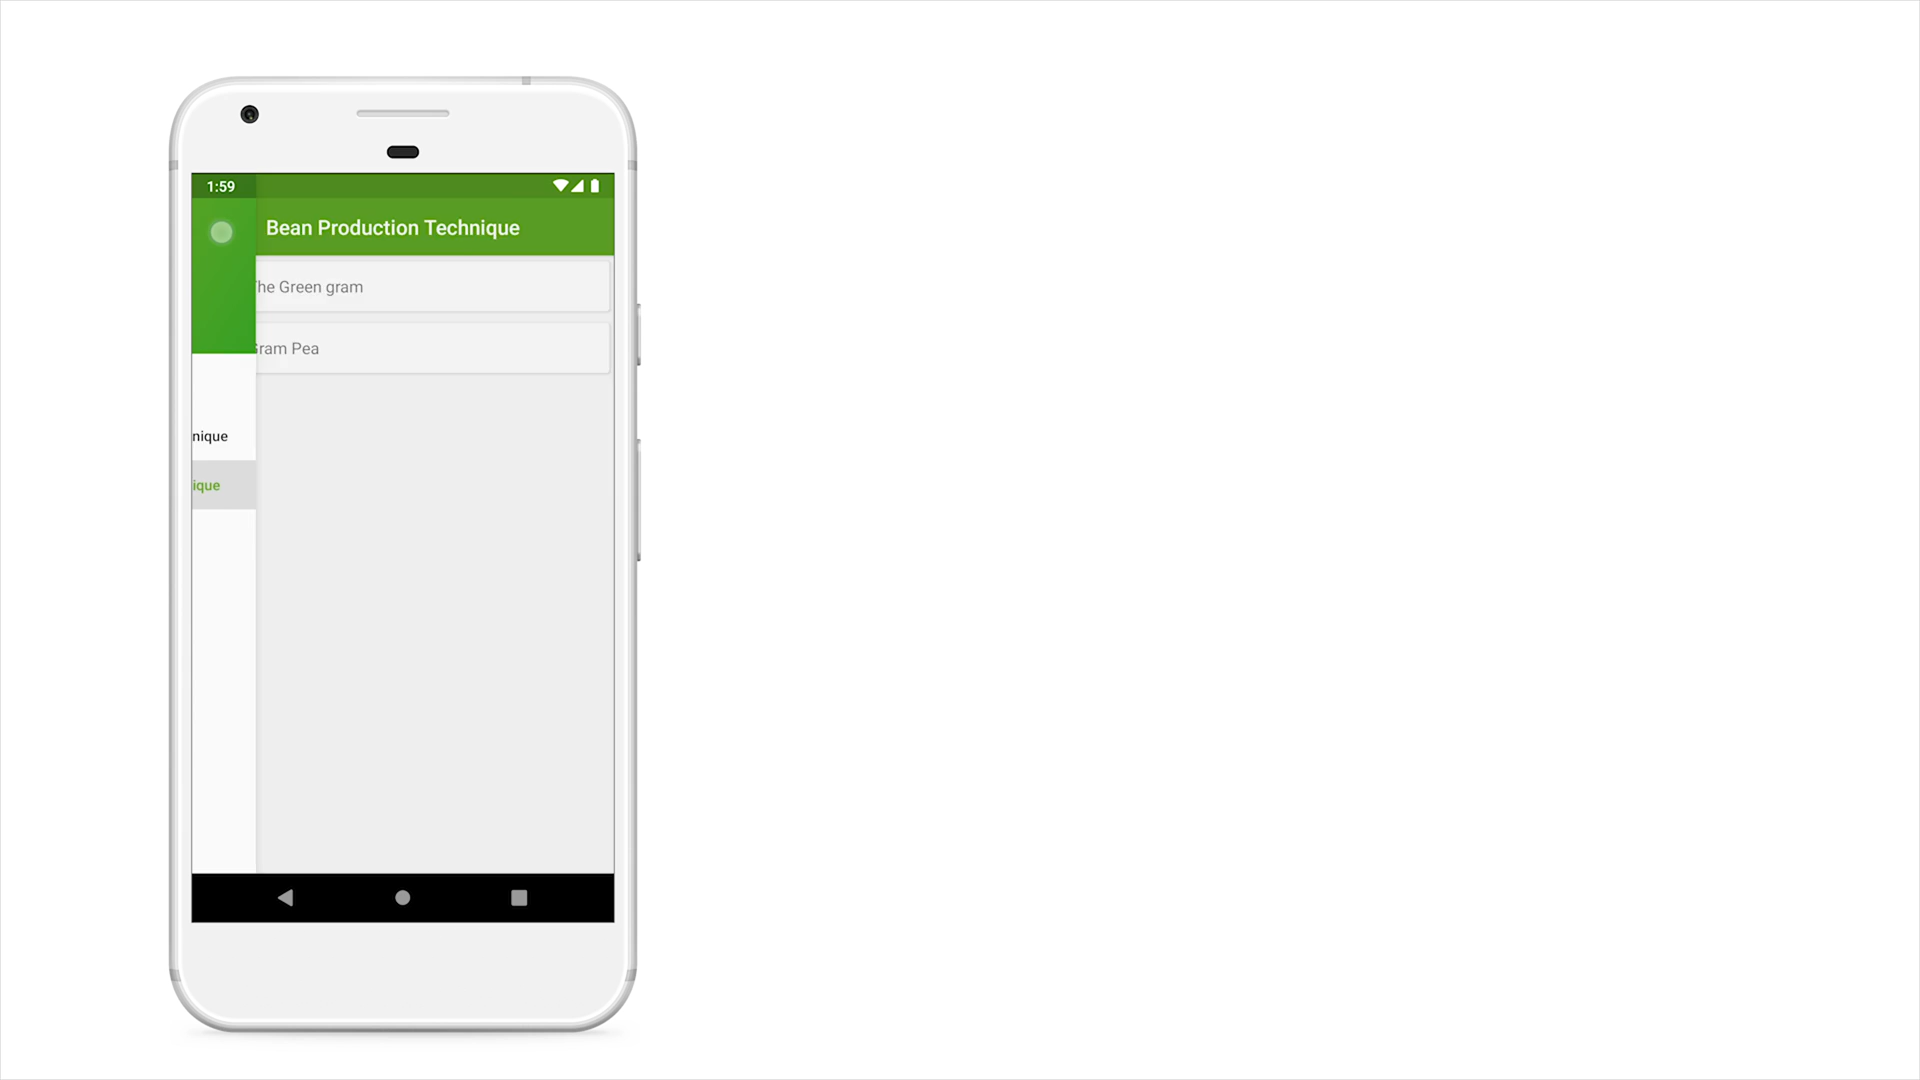 1:59
Bean Production Technique
he Green gram
ram Pea
nique
ique